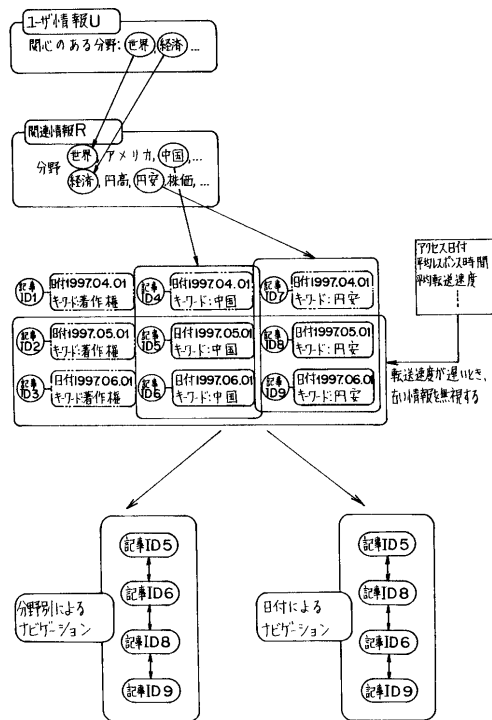 ユーザ情報U
関心のある分野:世界,経済...
関連情報R
分野 世界,アメリカ,中国,...
経済,円高,円安,株価,...
アクセス日付
平均レスポンス時間
平均転送速度
記事ID1 日付1997.04.01 キーワード:著作権
記事ID4 日付1997.04.01 キーワード:中国
記事ID7 日付1997.04.01 キーワード:円安
記事ID2 日付1997.05.01 キーワード:著作権
記事ID5 日付1997.05.01 キーワード:中国
記事ID8 日付1997.05.01 キーワード:円安
記事ID3 日付1997.06.01 キーワード:著作権
記事ID6 日付1997.06.01 キーワード:中国
記事ID9 日付1997.06.01 キーワード:円安
転送速度が遅いとき、
古い情報を無視する
分野別による
ナビゲーション
記事ID5
記事ID6
記事ID8
記事ID9
日付による
ナビゲーション
記事ID5
記事ID8
記事ID6
記事ID9